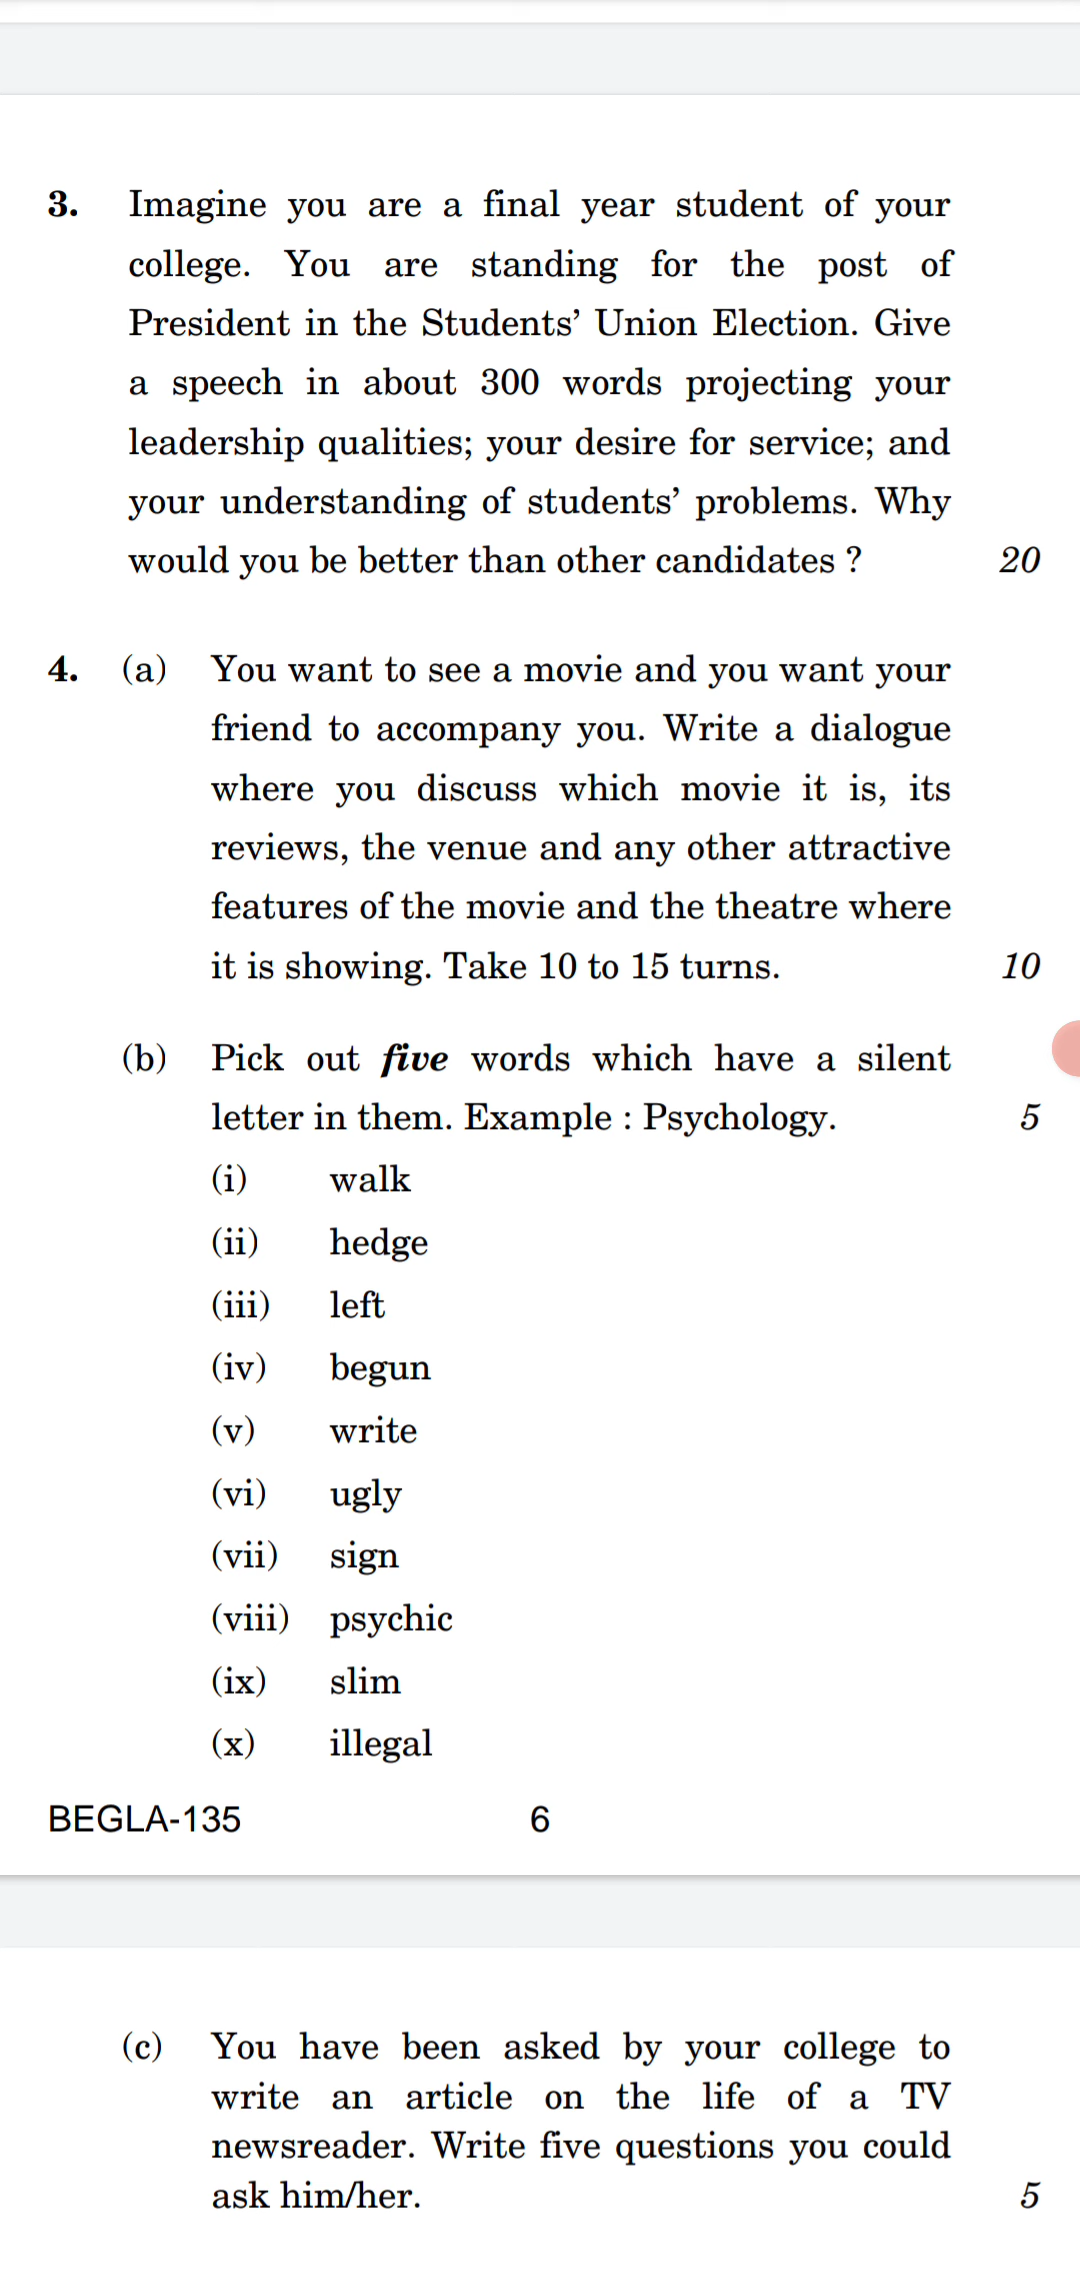 3. Imagine you are a final year student of your
college. You are standing for the post of
President in the Students’ Union Election. Give
a speech in about 300 words projecting your
leadership qualities; your desire for service; and
your understanding of students’ problems. Why
would you be better than other candidates ? 20
4. (a) You want to see a movie and you want your
friend to accompany you. Write a dialogue
where you discuss which movie it is, its
reviews, the venue and any other attractive
features of the movie and the theatre where
it is showing. Take 10 to 15 turns. 10
(b) Pick out five words which have a silent
letter in them. Example : Psychology. 5
(i) walk
(ii) hedge
(iii) left
(iv) begun
(v) write
(vi) ugly
(vii) sign
(viii) psychic
(ix) slim
(x) illegal
BEGLA-135 6
(c) You have been asked by your college to
write an article on the life of a TV
newsreader. Write five questions you could
ask him/her. 5